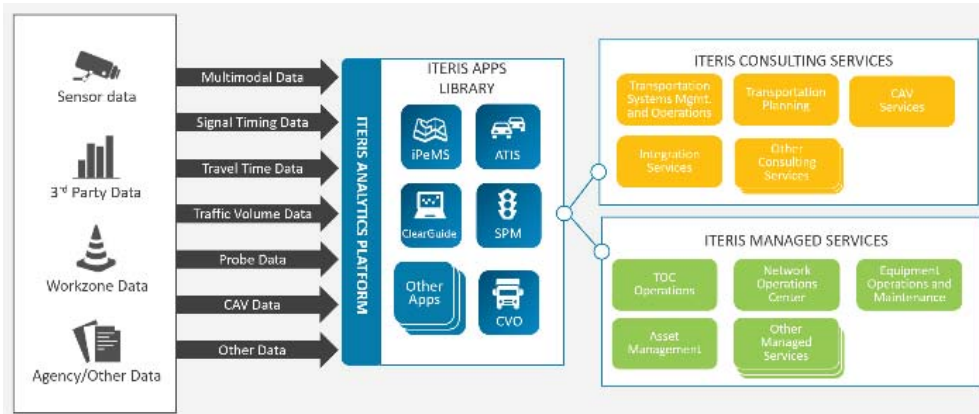 Sensor data
3rd Party Data
Workzone Data
Agency/Other Data
Multimodal Data
Signal Timing Data
Travel Time Data
Traffic Volume Data
Probe Data
CAV Data
Other Data
ITERIS ANALYTICS PLATFORM
ITERIS APPS
LIBRARY
iPeMS
ATIS
ClearGuide
SPM
Other
Apps
CVO
ITERIS CONSULTING SERVICES
Transportation
Systems Mgmt.
and Operations
Transportation
Planning
CAV
Services
Integration
Services
Other
Consulting
Services
ITERIS MANAGED SERVICES
TOC
Operations
Network
Operations
Center
Equipment
Operations and
Maintenance
Asset
Management
Other
Managed
Services